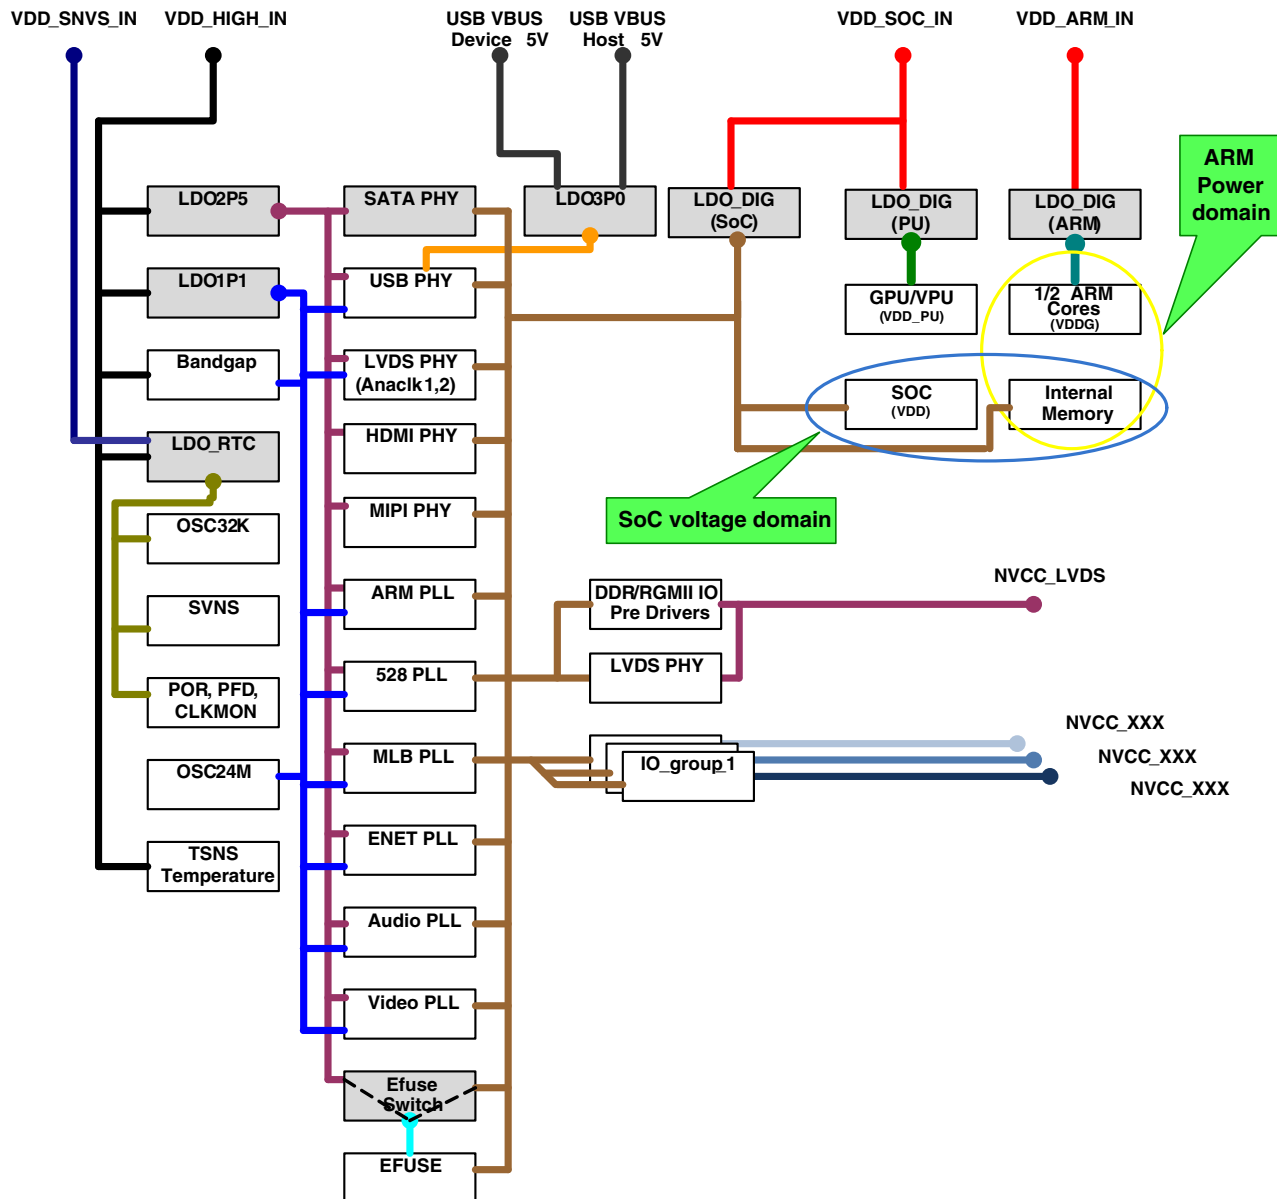 VDD_SNVS_IN
VDD_HIGH_IN
USB VBUS
Device 5V
USB VBUS
Host 5V
VDD_SOC_IN
VDD_ARM_IN
ARM
Power
domain
LDO2P5
SATA PHY
LDO3P0
LDO_DIG
(SoC)
LDO_DIG
(PU)
LDO_DIG
(ARM)
LDO1P1
USB PHY
GPU/VPU
(VDD_PU)
1/2 ARM
Cores
(VDDG)
Bandgap
LVDS PHY
(Anaclk1,2)
SOC
(VDD)
Internal
Memory
LDO_RTC
HDMI PHY
OSC32K
MIPI PHY
SoC voltage domain
SVNS
ARM PLL
DDR/RGMII IO
Pre Drivers
NVCC_LVDS
POR, PFD,
CLKMON
528 PLL
LVDS PHY
OSC24M
MLB PLL
IO_group_1
NVCC_XXX
NVCC_XXX
NVCC_XXX
TSNS
Temperature
ENET PLL
Audio PLL
Video PLL
Efuse
Switch
EFUSE